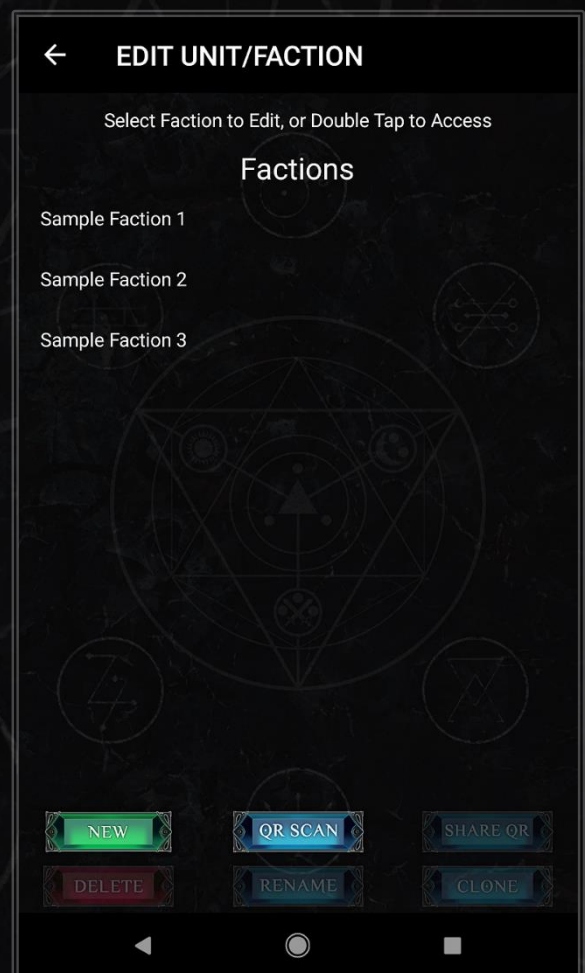 EDIT UNIT/FACTION
Select Faction to Edit, or Double Tap to Access
Factions
Sample Faction 1
Sample Faction 2
Sample Faction 3
NEW
QR SCAN
SHARE QR
DELETE
RENAME
CLONE